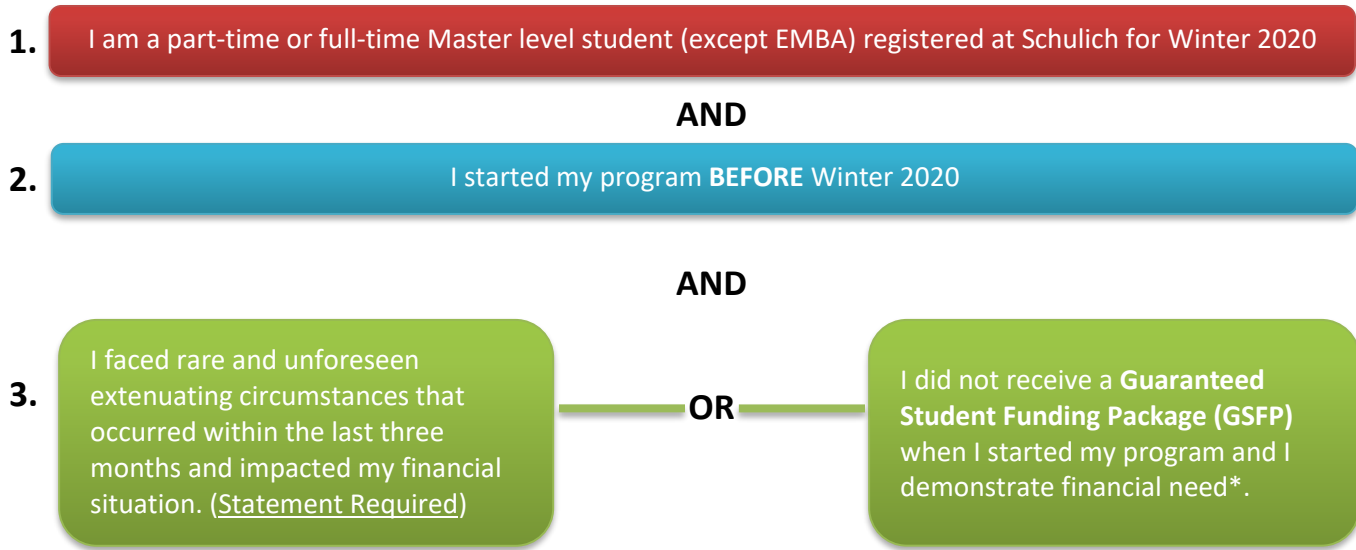 1. I am a part-time or full-time Master level student (except EMBA) registered at Schulich for Winter 2020
AND
2. I started my program BEFORE Winter 2020
AND
3.
I faced rare and unforeseen
extenuating circumstances that
occurred within the last three
months and impacted my financial
situation. (Statement Required)
OR
I did not receive a Guaranteed
Student Funding Package (GSFP)
when I started my program and I
demonstrate financial need*.